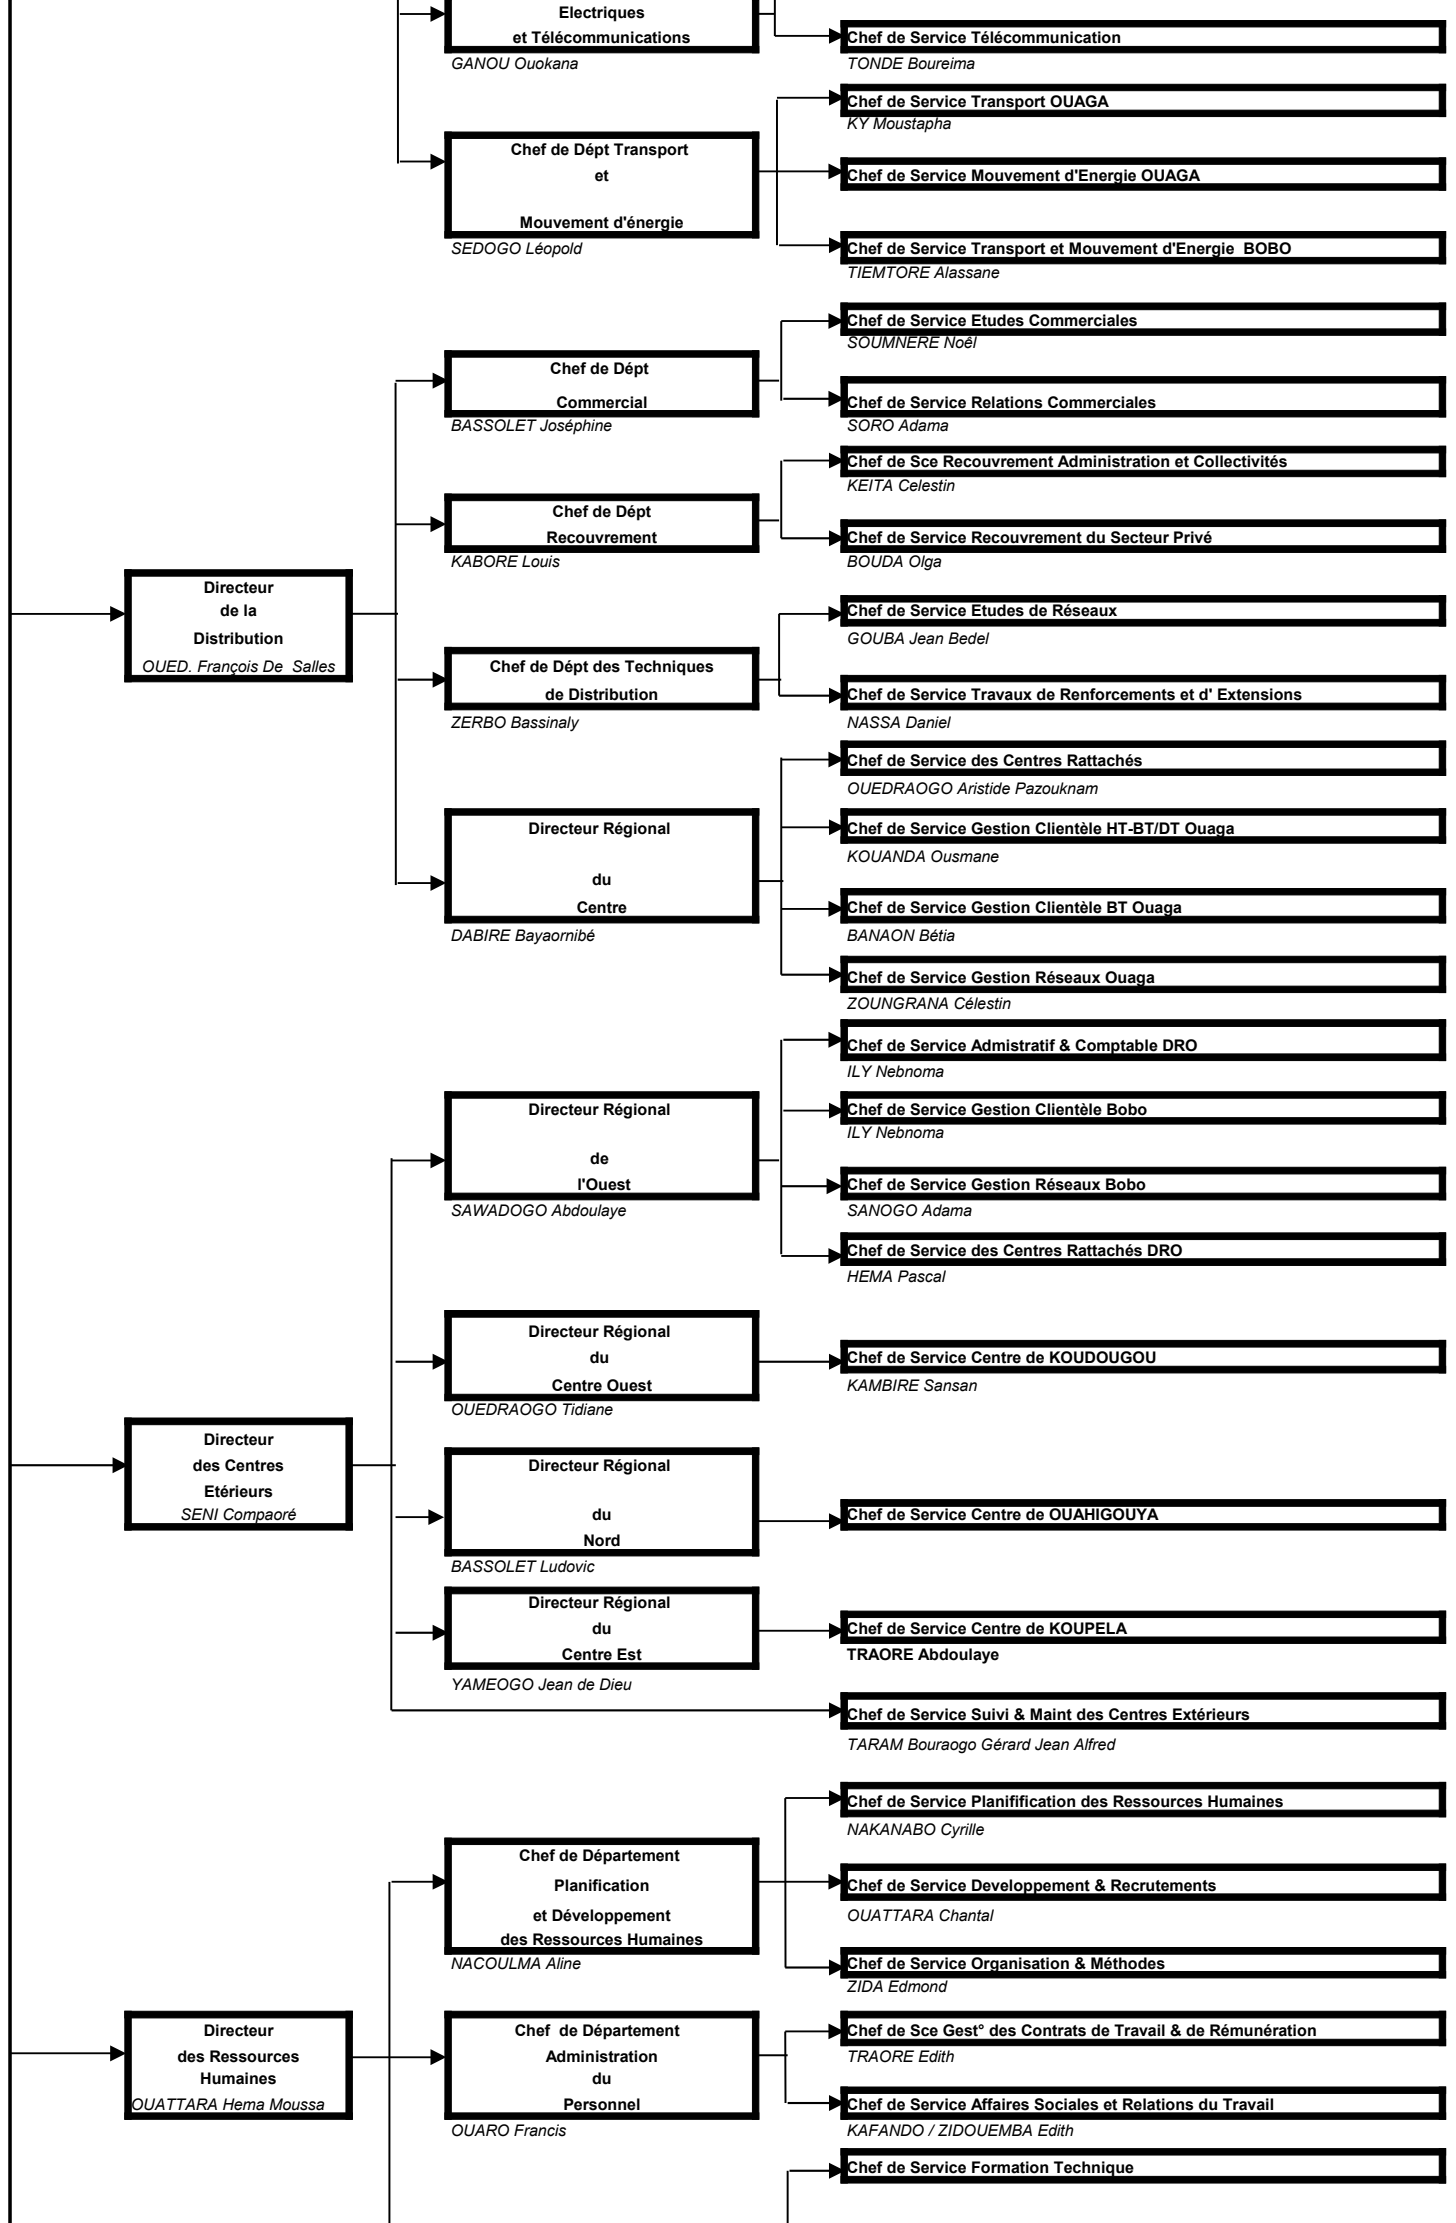 Electriques
et Télécommunications
GANOU Ouokana
Chef de Service Télécommunication
TONDE Boureima
Chef de Service Transport OUAGA
KY Moustapha
Chef de Dépt Transport
et
Mouvement d'énergie
SEDOGO Léopold
Chef de Service Mouvement d'Energie OUAGA
Chef de Service Transport et Mouvement d'Energie BOBO
TIEMTORE Alassane
Chef de Service Etudes Commerciales
SOUMNERE Noêl
Chef de Dépt
Commercial
BASSOLET Joséphine
Chef de Service Relations Commerciales
SORO Adama
Chef de Sce Recouvrement Administration et Collectivités
KEITA Celestin
Chef de Dépt
Recouvrement
KABORE Louis
Chef de Service Recouvrement du Secteur Privé
BOUDA Olga
Directeur
de la
Distribution
OUED. François De Salles
Chef de Service Etudes de Réseaux
GOUBA Jean Bedel
Chef de Dépt des Techniques
de Distribution
ZERBO Bassinaly
Chef de Service Travaux de Renforcements et d' Extensions
NASSA Daniel
Chef de Service des Centres Rattachés
OUEDRAOGO Aristide Pazouknam
Directeur Régional
du
Centre
DABIRE Bayaornibé
Chef de Service Gestion Clientèle HT-BT/DT Ouaga
KOUANDA Ousmane
Chef de Service Gestion Clientèle BT Ouaga
BANAON Bétia
Chef de Service Gestion Réseaux Ouaga
ZOUNGRANA Célestin
Chef de Service Admistratif & Comptable DRO
ILY Nebnoma
Directeur Régional
de
l'Ouest
SAWADOGO Abdoulaye
Chef de Service Gestion Clientèle Bobo
ILY Nebnoma
Chef de Service Gestion Réseaux Bobo
SANOGO Adama
Chef de Service des Centres Rattachés DRO
HEMA Pascal
Directeur Régional
du
Centre Ouest
OUEDRAOGO Tidiane
Chef de Service Centre de KOUDOUGOU
KAMBIRE Sansan
Directeur
des Centres
Etérieurs
SENI Compaoré
Directeur Régional
du
Nord
BASSOLET Ludovic
Chef de Service Centre de OUAHIGOUYA
Directeur Régional
du
Centre Est
YAMEOGO Jean de Dieu
Chef de Service Centre de KOUPELA
TRAORE Abdoulaye
Chef de Service Suivi & Maint des Centres Extérieurs
TARAM Bouraogo Gérard Jean Alfred
Chef de Service Planifification des Ressources Humaines
NAKANABO Cyrille
Chef de Département
Planification
et Développement
des Ressources Humaines
NACOULMA Aline
Chef de Service Developpement & Recrutements
OUATTARA Chantal
Chef de Service Organisation & Méthodes
ZIDA Edmond
Directeur
des Ressources
Humaines
OUATTARA Hema Moussa
Chef de Département
Administration
du
Personnel
OUARO Francis
Chef de Sce Gest° des Contrats de Travail & de Rémunération
TRAORE Edith
Chef de Service Affaires Sociales et Relations du Travail
KAFANDO / ZIDOUEMBA Edith
Chef de Service Formation Technique